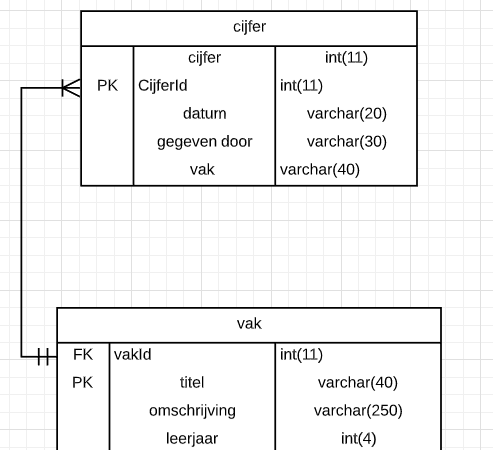 cijfer
cijfer int(11)
PK CijferId int(11)
datum varchar(20)
gegeven door varchar(30)
vak varchar(40)
vak
FK vakId int(11)
PK titel varchar(40)
omschrijving varchar(250)
leerjaar int(4)